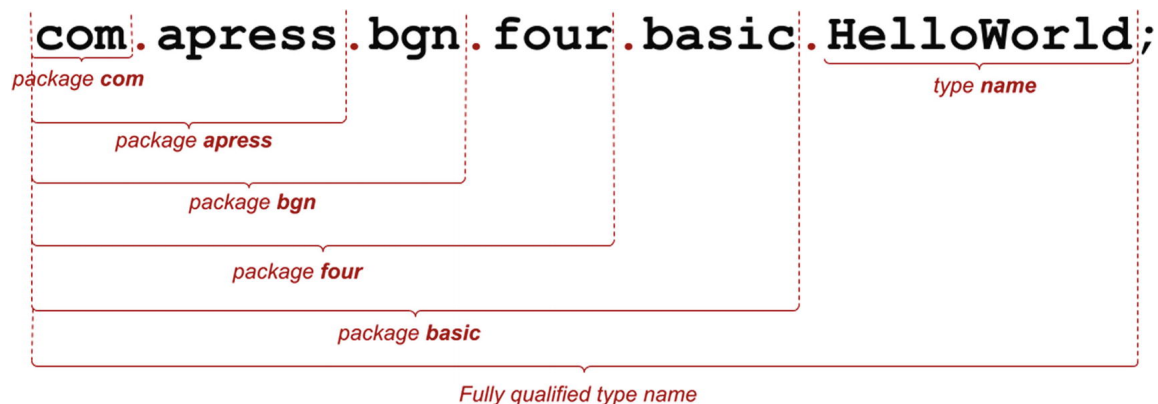 com.apress.bgn.four.basic.HelloWorld;
package com
type name
package apress
package bgn
package four
package basic
Fully qualified type name